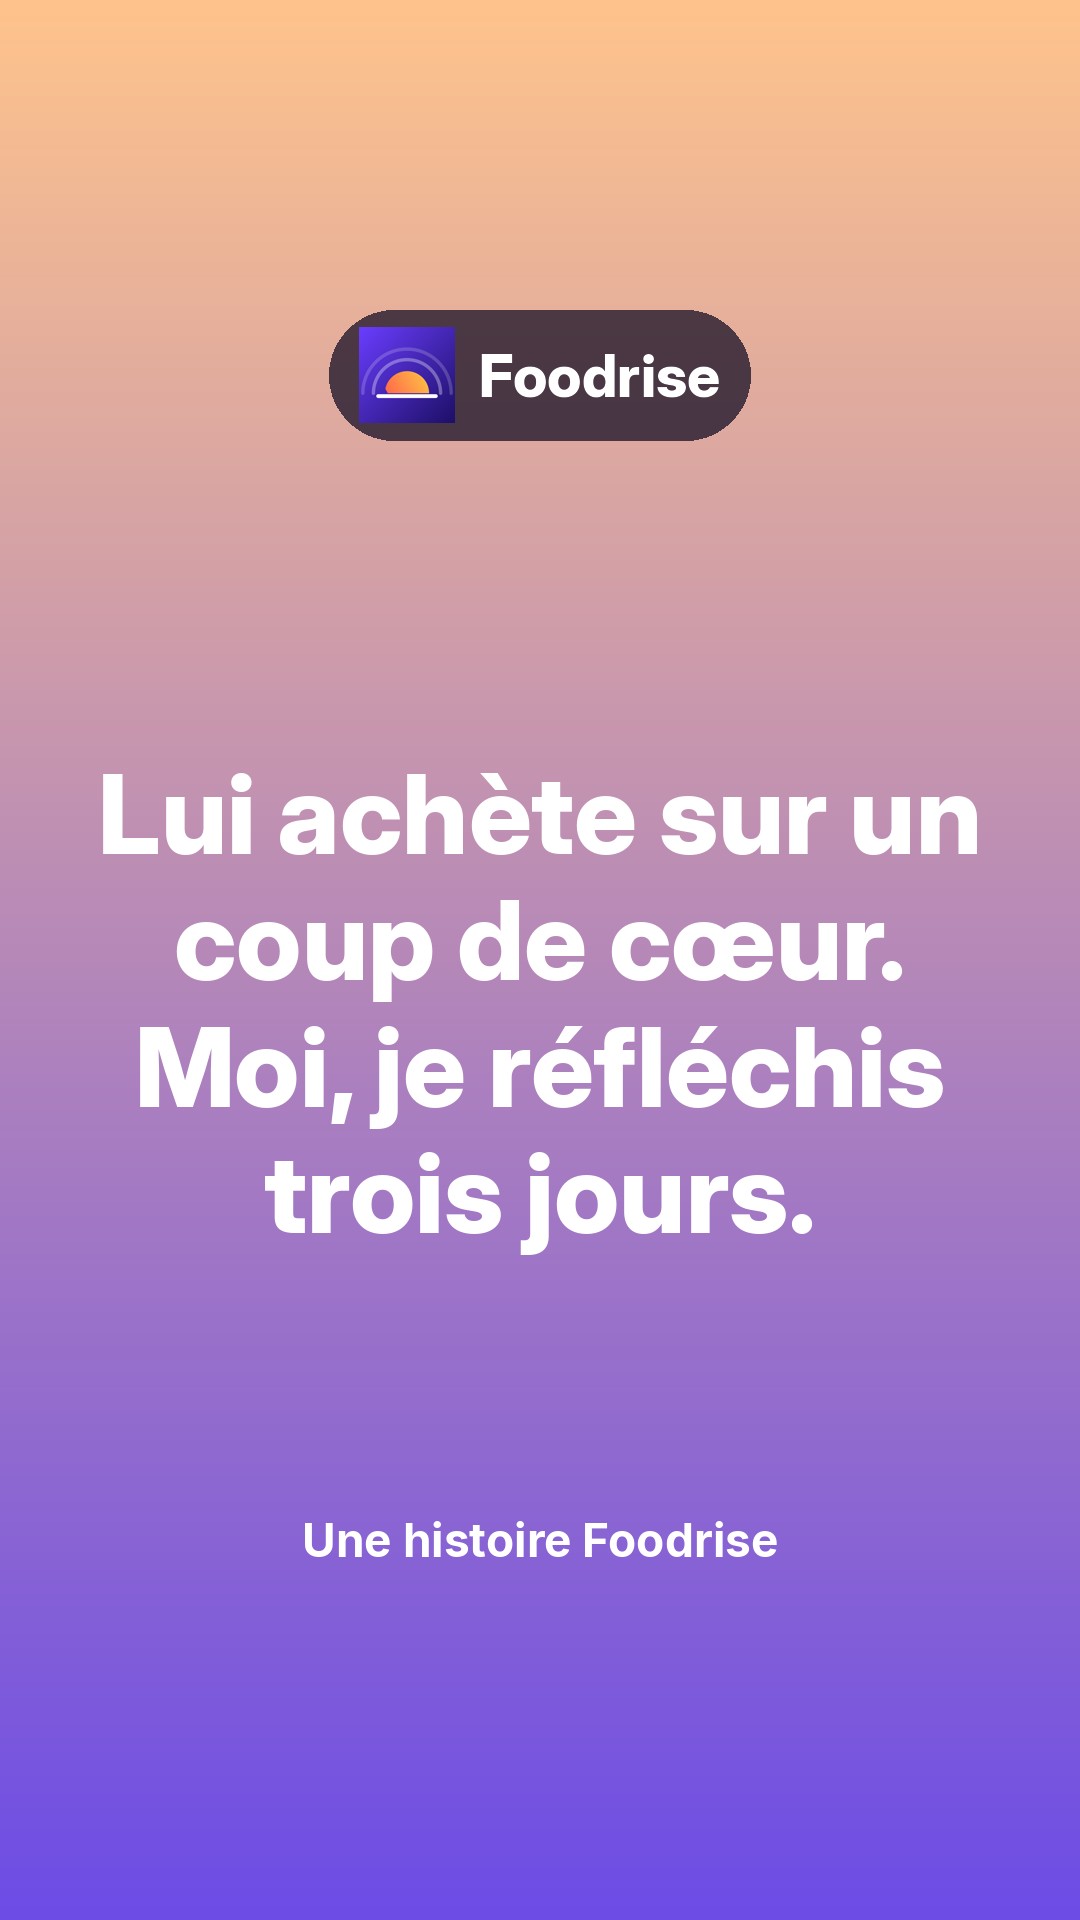 Foodrise
Lui achète sur un
coup de cœur.
Moi, je réfléchis
trois jours.
Une histoire Foodrise